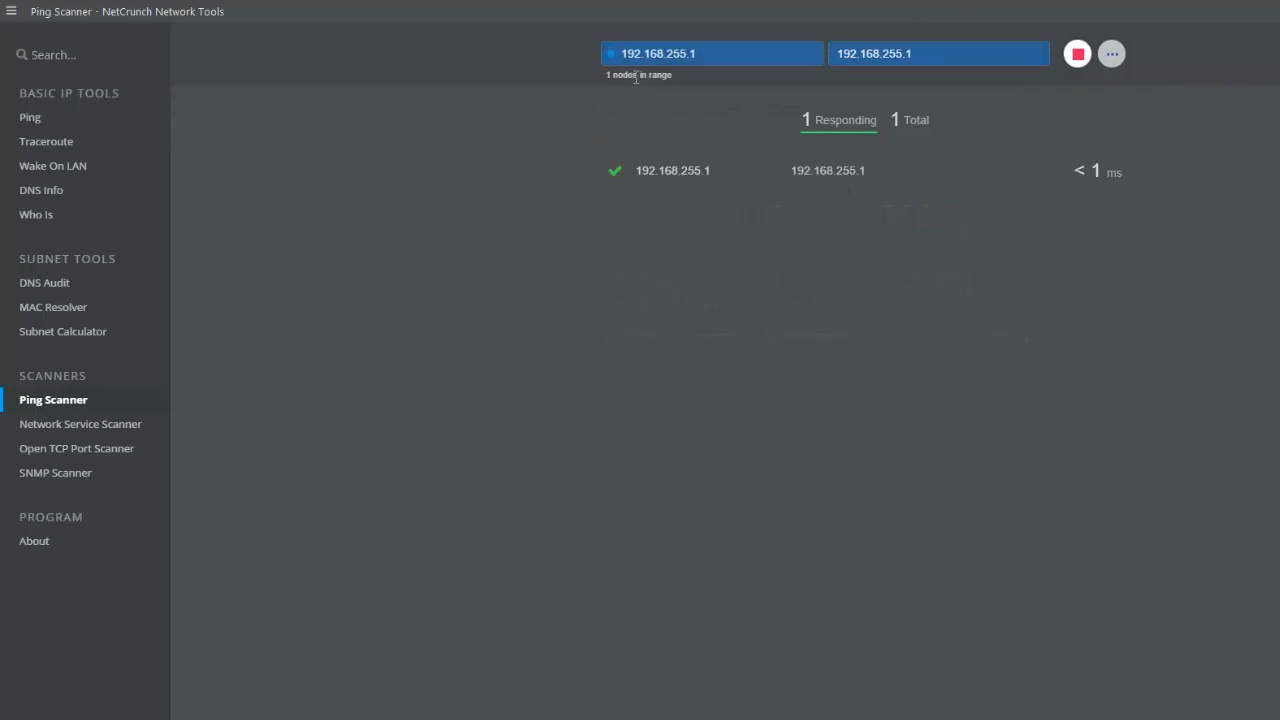 Ping Scanner - NetCrunch Network Tools
Search...
BASIC IP TOOLS
Ping
Traceroute
Wake On LAN
DNS Info
Who Is
SUBNET TOOLS
DNS Audit
MAC Resolver
Subnet Calculator
SCANNERS
Ping Scanner
Network Service Scanner
Open TCP Port Scanner
SNMP Scanner
PROGRAM
About
192.168.255.1 192.168.255.1
1 nodes in range
1 Responding 1 Total
192.168.255.1 192.168.255.1 < 1 ms